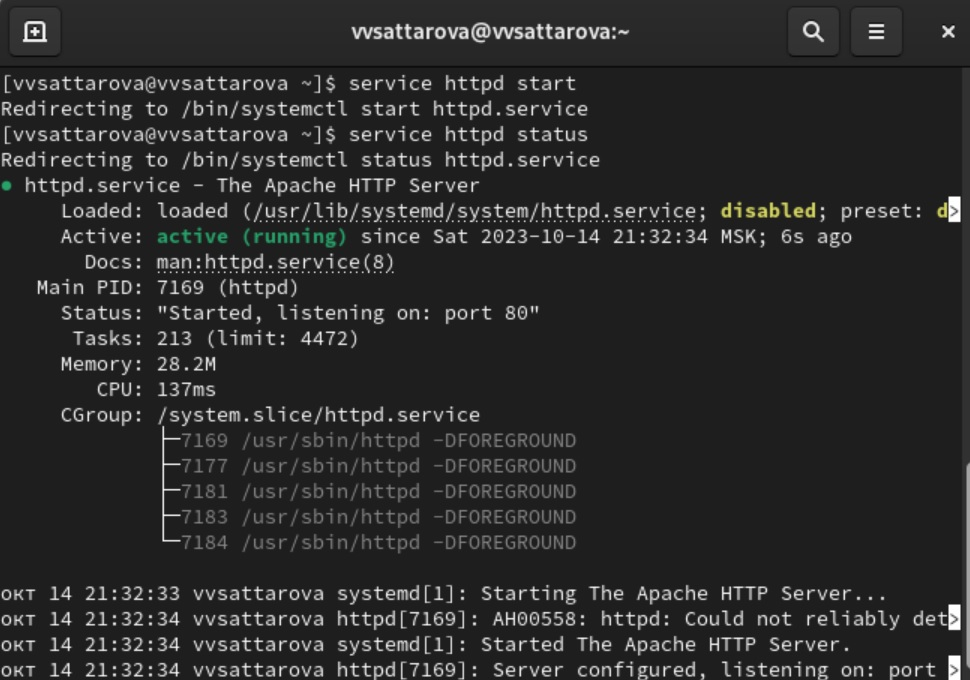 vvsattarova@vvsattarova:~
[vvsattarova@vvsattarova ~]$ service httpd start
Redirecting to /bin/systemctl start httpd.service
[vvsattarova@vvsattarova ~]$ service httpd status
Redirecting to /bin/systemctl status httpd.service
● httpd.service - The Apache HTTP Server
Loaded: loaded (/usr/lib/systemd/system/httpd.service; disabled; preset: d>
Active: active (running) since Sat 2023-10-14 21:32:34 MSK; 6s ago
Docs: man:httpd.service(8)
Main PID: 7169 (httpd)
Status: "Started, listening on: port 80"
Tasks: 213 (limit: 4472)
Memory: 28.2M
CPU: 137ms
CGroup: /system.slice/httpd.service
├─7169 /usr/sbin/httpd -DFOREGROUND
├─7177 /usr/sbin/httpd -DFOREGROUND
├─7181 /usr/sbin/httpd -DFOREGROUND
├─7183 /usr/sbin/httpd -DFOREGROUND
└─7184 /usr/sbin/httpd -DFOREGROUND
окт 14 21:32:33 vvsattarova systemd[1]: Starting The Apache HTTP Server...
окт 14 21:32:34 vvsattarova httpd[7169]: AH00558: httpd: Could not reliably det>
окт 14 21:32:34 vvsattarova systemd[1]: Started The Apache HTTP Server.
окт 14 21:32:34 vvsattarova httpd[7169]: Server configured, listening on: port >